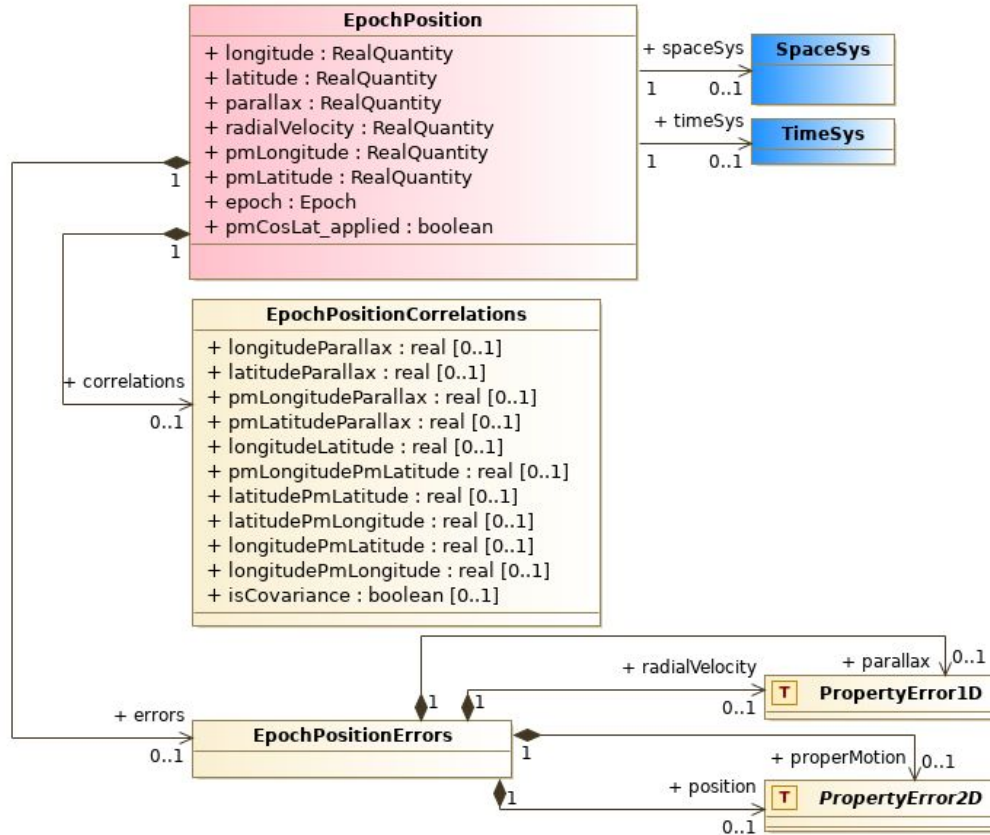 EpochPosition
+ longitude : RealQuantity
+ latitude : RealQuantity
+ parallax : RealQuantity
+ radialVelocity : RealQuantity
+ pmLongitude : RealQuantity
+ pmLatitude : RealQuantity
+ epoch : Epoch
+ pmCosLat_applied : boolean
+ spaceSys
1
0..1
SpaceSys
+ timeSys
1
0..1
TimeSys
1
1
EpochPositionCorrelations
+ longitudeParallax : real [0..1]
+ latitudeParallax : real [0..1]
+ pmLongitudeParallax : real [0..1]
+ pmLatitudeParallax : real [0..1]
+ longitudeLatitude : real [0..1]
+ pmLongitudePmLatitude : real [0..1]
+ latitudePmLatitude : real [0..1]
+ latitudePmLongitude : real [0..1]
+ longitudePmLatitude : real [0..1]
+ longitudePmLongitude : real [0..1]
+ isCovariance : boolean [0..1]
+ correlations
0..1
+ errors
0..1
EpochPositionErrors
1
+ parallax
0..1
1
+ radialVelocity
0..1
T PropertyError1D
1
+ properMotion
0..1
1
+ position
0..1
T PropertyError2D